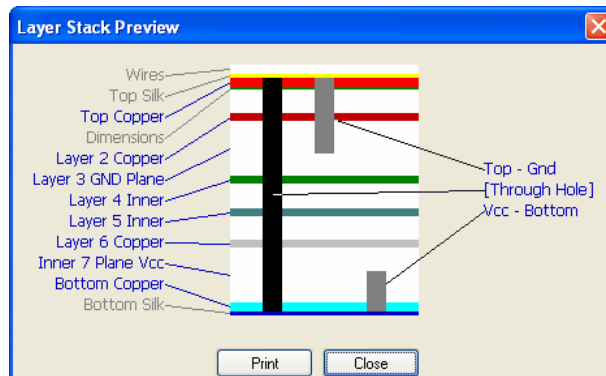 Layer Stack Preview
Wires
Top Silk
Top Copper
Dimensions
Layer 2 Copper
Layer 3 GND Plane
Layer 4 Inner
Layer 5 Inner
Layer 6 Copper
Inner 7 Plane Vcc
Bottom Copper
Bottom Silk
Top - Gnd
[Through Hole]
Vcc - Bottom
Print
Close